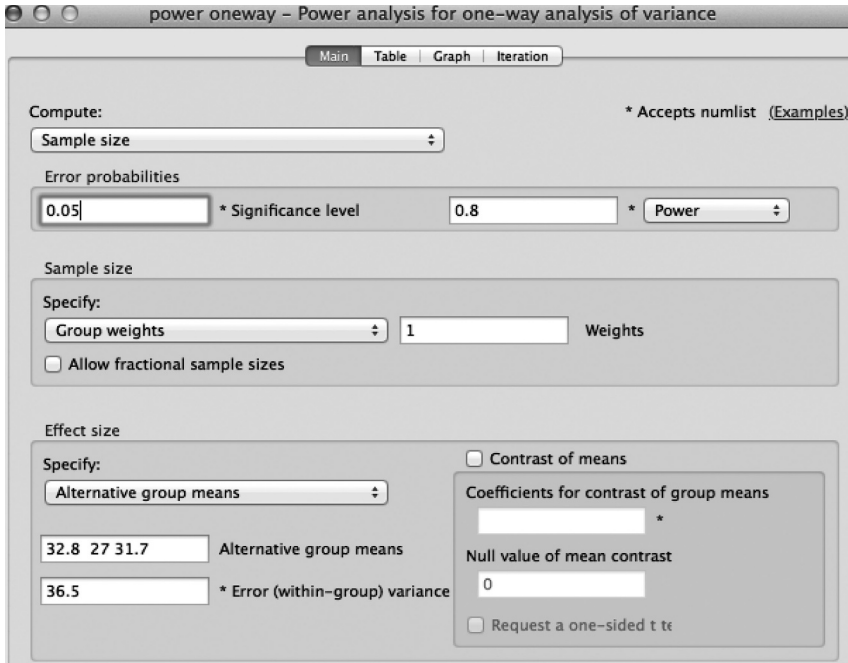 power oneway – Power analysis for one-way analysis of variance
Main Table Graph Iteration
Compute: * Accepts numlist (Examples)
Sample size
Error probabilities
0.05 * Significance level 0.8 * Power
Sample size
Specify:
Group weights 1 Weights
Allow fractional sample sizes
Effect size
Specify:
Alternative group means
32.8 27 31.7 Alternative group means
36.5 * Error (within-group) variance
Contrast of means
Coefficients for contrast of group means
*
Null value of mean contrast
0
Request a one-sided t te